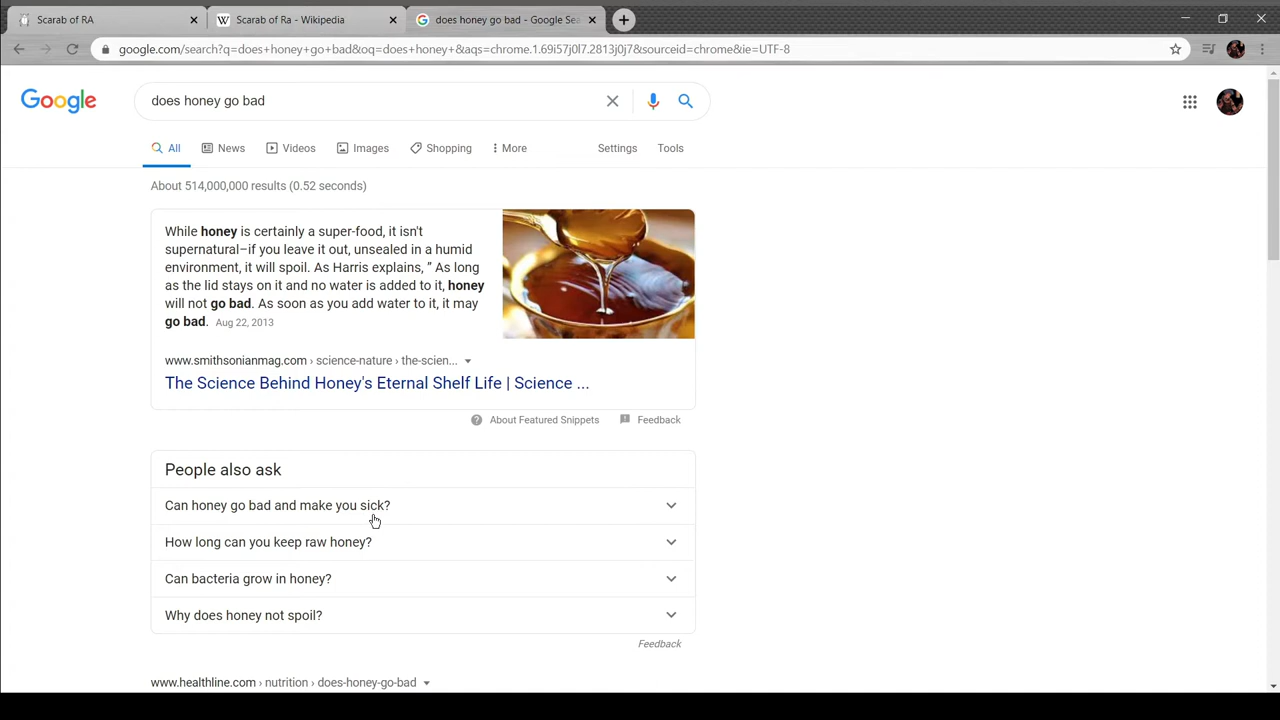 Scarab of RA
Scarab of Ra - Wikipedia
does honey go bad - Google Sea
google.com/search?q=does+honey+go+bad&oq=does+honey+&aqs=chrome.1.69i57j0l7.2813j0j7&sourceid=chrome&ie=UTF-8
Google
does honey go bad
All
News
Videos
Images
Shopping
More
Settings
Tools
About 514,000,000 results (0.52 seconds)
While honey is certainly a super-food, it isn't
supernatural–if you leave it out, unsealed in a humid
environment, it will spoil. As Harris explains, ” As long
as the lid stays on it and no water is added to it, honey
will not go bad. As soon as you add water to it, it may
go bad. Aug 22, 2013
www.smithsonianmag.com › science-nature › the-scien...
The Science Behind Honey's Eternal Shelf Life | Science ...
About Featured Snippets
Feedback
People also ask
Can honey go bad and make you sick?
How long can you keep raw honey?
Can bacteria grow in honey?
Why does honey not spoil?
Feedback
www.healthline.com › nutrition › does-honey-go-bad